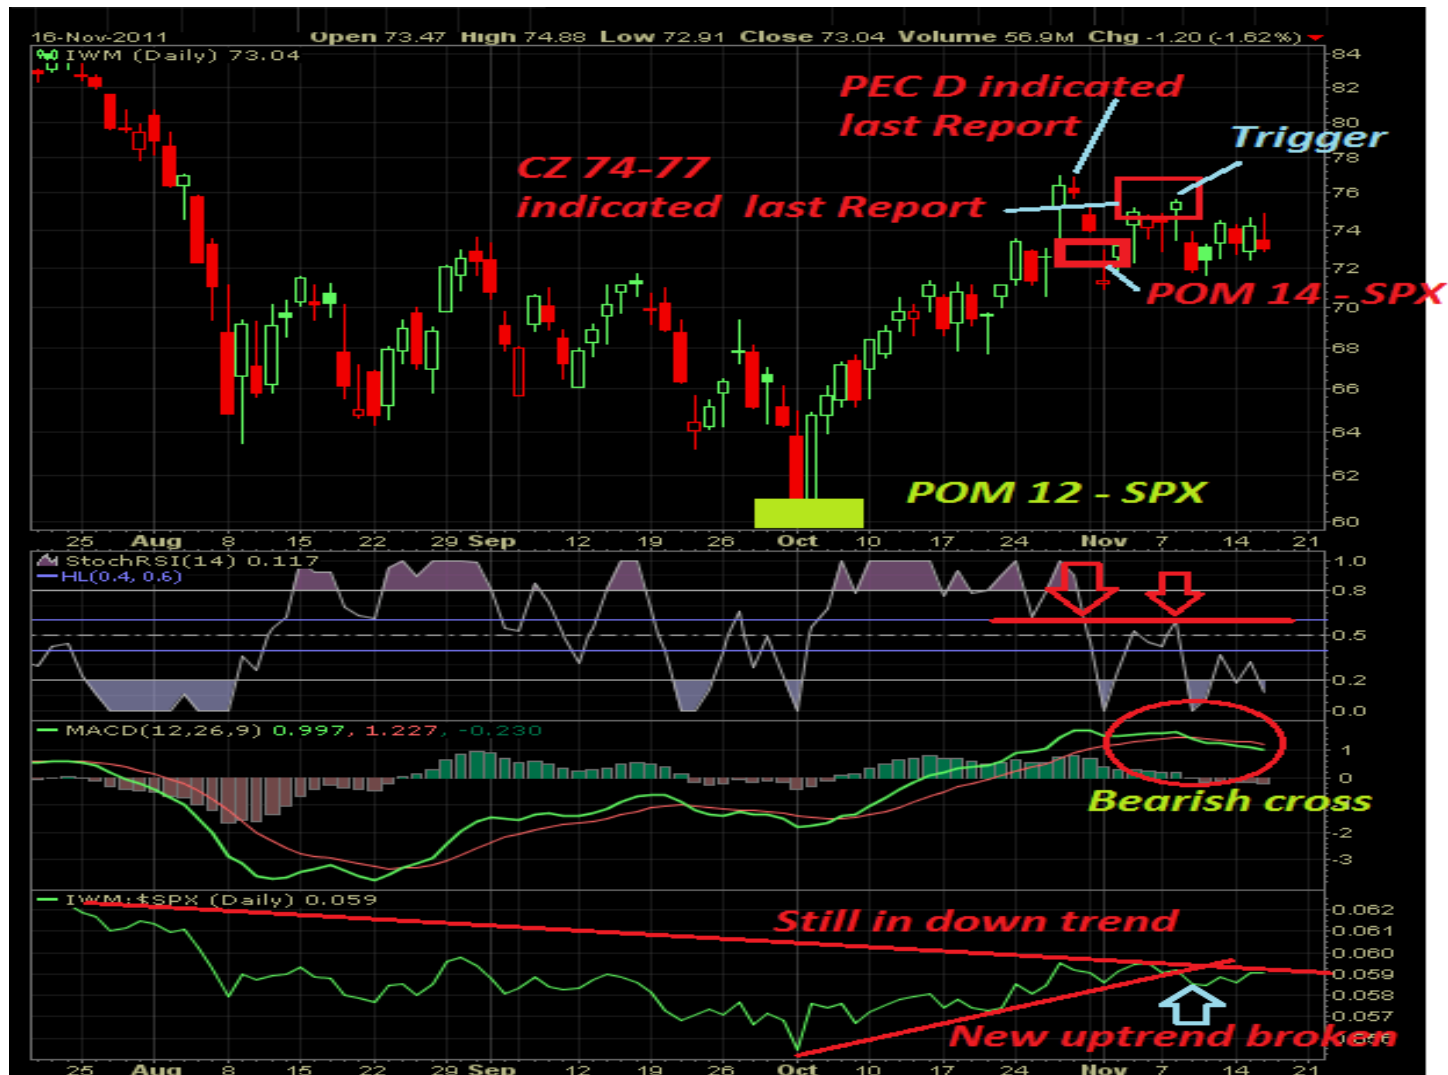 16-Nov-2011 Open 73.47 High 74.88 Low 72.91 Close 73.04 Volume 56.9M Chg -1.20 (-1.62%)
IWM (Daily) 73.04
PEC D indicated
last Report
Trigger
CZ 74-77
indicated last Report
POM 14 - SPX
POM 12 - SPX
84
82
80
78
76
74
72
70
68
66
64
62
60
25 Aug 8 15 22 29 Sep 12 19 26 Oct 10 17 24 Nov 7 14 21
StochRSI(14) 0.117
HL(0.4, 0.6)
1.0
0.8
0.5
0.2
0.0
MACD(12,26,9) 0.997, 1.227, -0.230
1
0
-2
-3
Bearish cross
IWM:$SPX (Daily) 0.059
Still in down trend
0.062
0.061
0.060
0.059
0.058
0.057
New uptrend broken
25 Aug 8 15 22 29 Sep 12 19 26 Oct 10 17 24 Nov 7 14 21